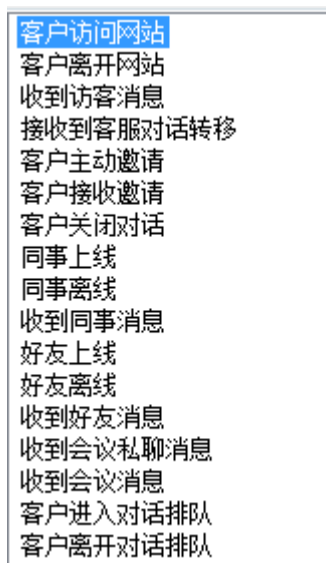 客户访问网站
客户离开网站
收到访客消息
接收到客服对话转移
客户主动邀请
客户接收邀请
客户关闭对话
同事上线
同事离线
收到同事消息
好友上线
好友离线
收到好友消息
收到会议私聊消息
收到会议消息
客户进入对话排队
客户离开对话排队